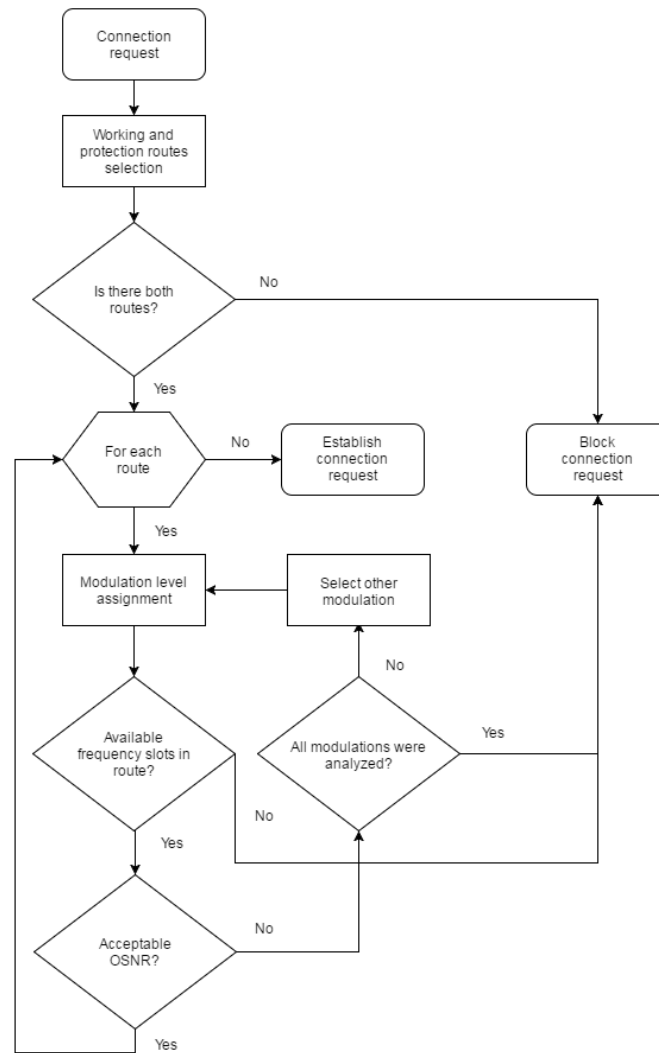 Connection
request
Working and
protection routes
selection
Is there both
routes?
No
Yes
For each
route
No
Establish
connection
request
Block
connection
request
Yes
Modulation level
assignment
Select other
modulation
No
Available
frequency slots in
route?
All modulations were
analyzed?
Yes
No
Yes
Acceptable
OSNR?
No
Yes